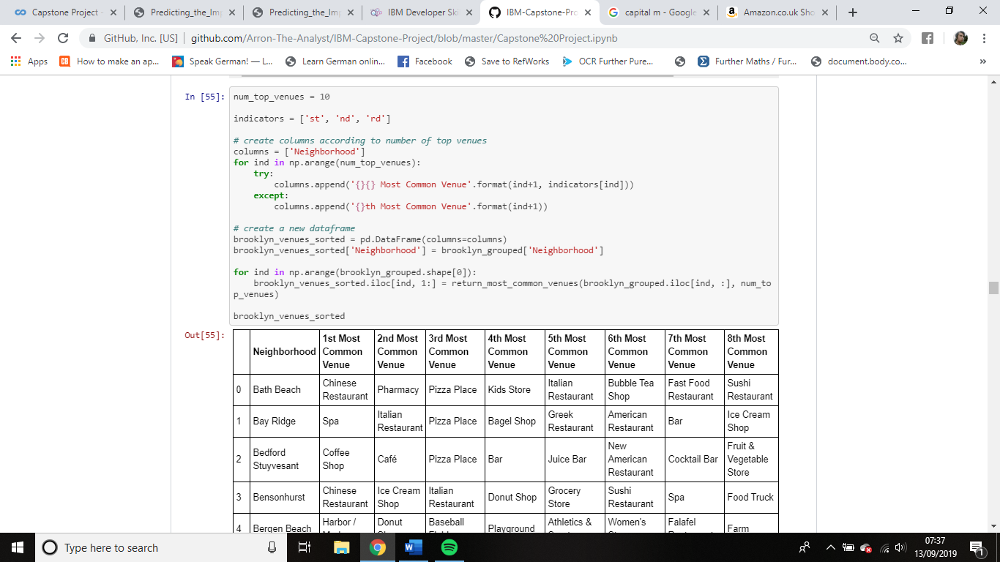 Capstone Project -
Predicting_the_Imp
Predicting_the_Imp
IBM Developer Ski
IBM-Capstone-Pro
capital m - Google
Amazon.co.uk Sho
GitHub, Inc. [US] | github.com/Arron-The-Analyst/IBM-Capstone-Project/blob/master/Capstone%20Project.ipynb
Apps
How to make an ap...
Speak German! — L...
Learn German onlin...
Facebook
Save to RefWorks
OCR Further Pure...
Further Maths / Fur...
document.body.co...
»
In [55]:
num_top_venues = 10
indicators = ['st', 'nd', 'rd']
# create columns according to number of top venues
columns = ['Neighborhood']
for ind in np.arange(num_top_venues):
    try:
        columns.append('{}{} Most Common Venue'.format(ind+1, indicators[ind]))
    except:
        columns.append('{}th Most Common Venue'.format(ind+1))
# create a new dataframe
brooklyn_venues_sorted = pd.DataFrame(columns=columns)
brooklyn_venues_sorted['Neighborhood'] = brooklyn_grouped['Neighborhood']
for ind in np.arange(brooklyn_grouped.shape[0]):
    brooklyn_venues_sorted.iloc[ind, 1:] = return_most_common_venues(brooklyn_grouped.iloc[ind, :], num_to
p_venues)
brooklyn_venues_sorted
Out[55]:
Neighborhood
1st Most
Common
Venue
2nd Most
Common
Venue
3rd Most
Common
Venue
4th Most
Common
Venue
5th Most
Common
Venue
6th Most
Common
Venue
7th Most
Common
Venue
8th Most
Common
Venue
0
Bath Beach
Chinese
Restaurant
Pharmacy
Pizza Place
Kids Store
Italian
Restaurant
Bubble Tea
Shop
Fast Food
Restaurant
Sushi
Restaurant
1
Bay Ridge
Spa
Italian
Restaurant
Pizza Place
Bagel Shop
Greek
Restaurant
American
Restaurant
Bar
Ice Cream
Shop
2
Bedford
Stuyvesant
Coffee
Shop
Café
Pizza Place
Bar
Juice Bar
New
American
Restaurant
Cocktail Bar
Fruit &
Vegetable
Store
3
Bensonhurst
Chinese
Restaurant
Ice Cream
Shop
Italian
Restaurant
Donut Shop
Grocery
Store
Sushi
Restaurant
Spa
Food Truck
4
Bergen Beach
Harbor /
Donut
Baseball
Playground
Athletics &
Women's
Falafel
Farm
Type here to search
07:37
13/09/2019
1